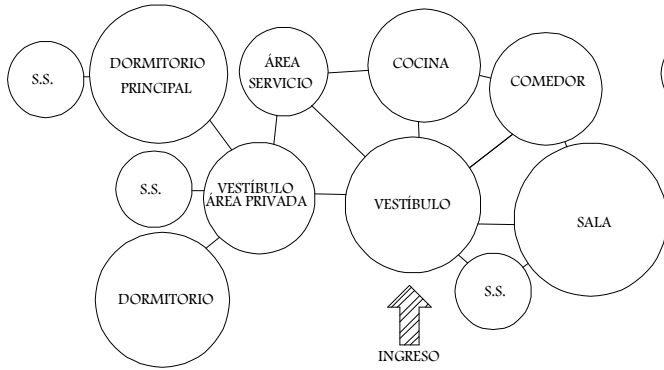 DORMITORIO
PRINCIPAL
S.S.
ÁREA
SERVICIO
COCINA
COMEDOR
S.S.
VESTÍBULO
ÁREA PRIVADA
VESTÍBULO
SALA
DORMITORIO
S.S.
INGRESO